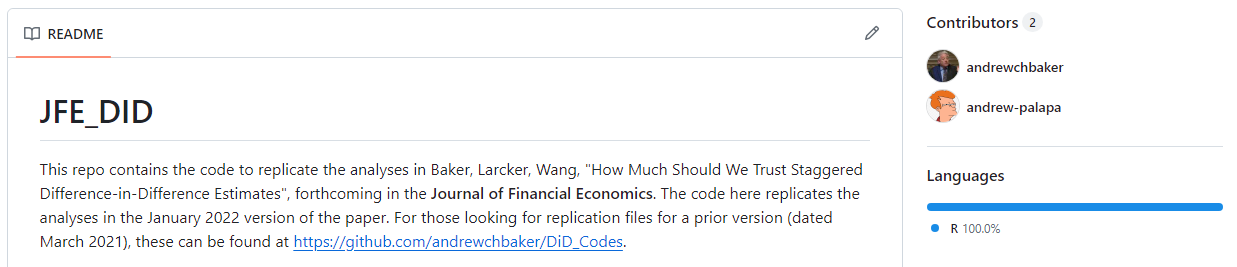 README
JFE_DID
This repo contains the code to replicate the analyses in Baker, Larcker, Wang, "How Much Should We Trust Staggered
Difference-in-Difference Estimates", forthcoming in the Journal of Financial Economics. The code here replicates the
analyses in the January 2022 version of the paper. For those looking for replication files for a prior version (dated
March 2021), these can be found at https://github.com/andrewchbaker/DiD_Codes.
Contributors 2
andrewchbaker
andrew-palapa
Languages
R 100.0%